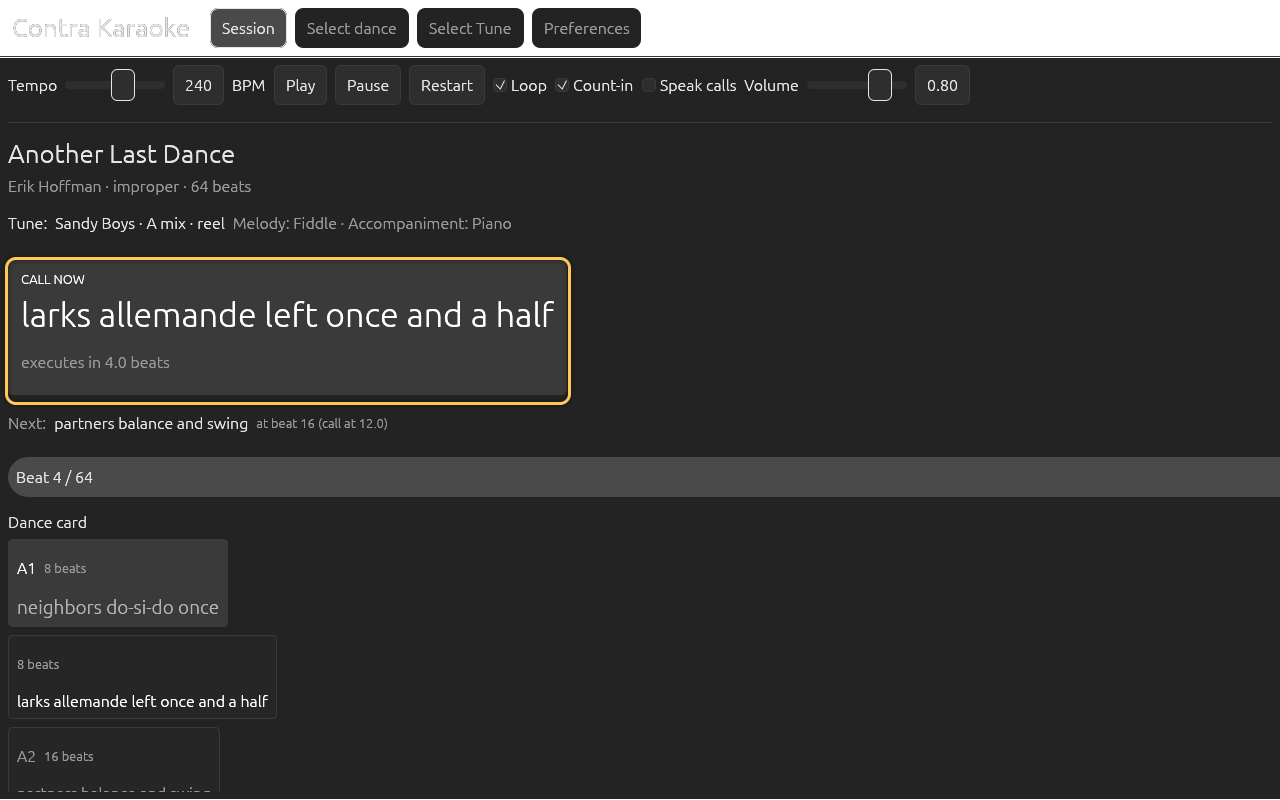 Contra Karaoke Session Select dance Select Tune Preferences
Tempo 240 BPM Play Pause Restart Loop Count-in Speak calls Volume 0.80
Another Last Dance
Erik Hoffman · improper · 64 beats
Tune: Sandy Boys · A mix · reel Melody: Fiddle · Accompaniment: Piano
CALL NOW
larks allemande left once and a half
executes in 4.0 beats
Next: partners balance and swing at beat 16 (call at 12.0)
Beat 4 / 64
Dance card
A1 8 beats
neighbors do-si-do once
8 beats
larks allemande left once and a half
A2 16 beats
partners balance and swing